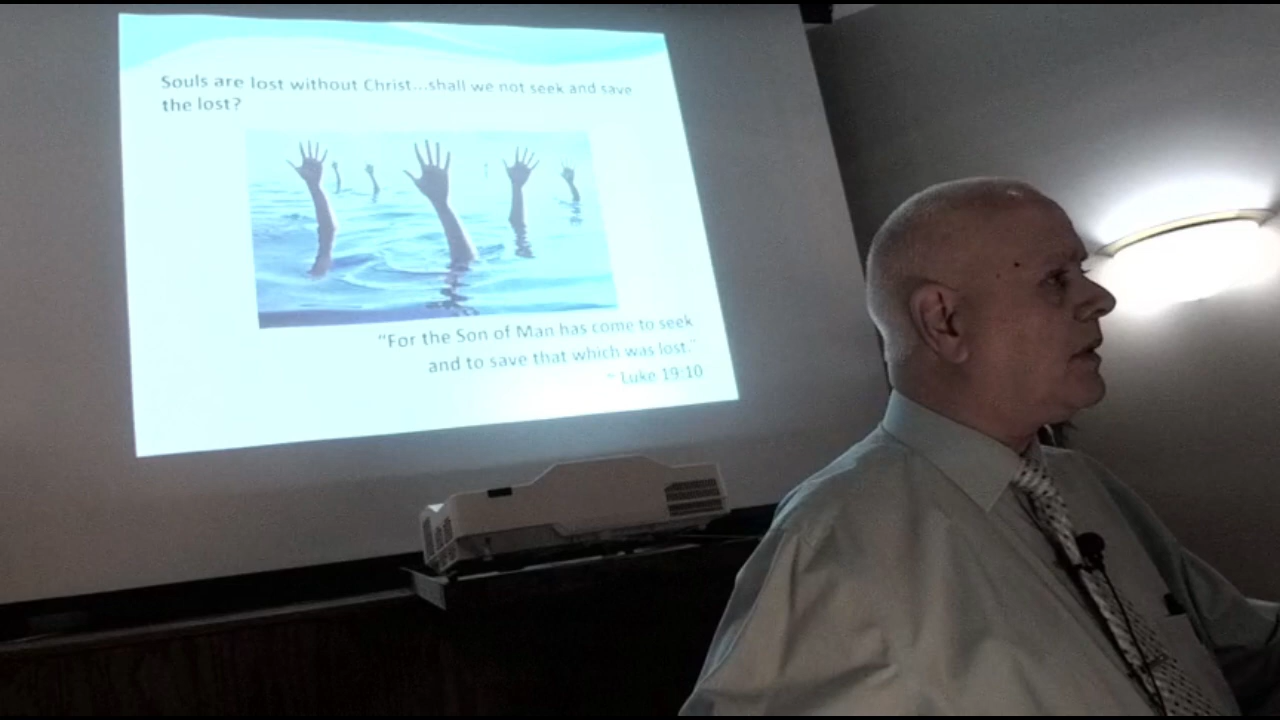 Souls are lost without Christ...shall we not seek and save
the lost?
"For the Son of Man has come to seek
and to save that which was lost."
~ Luke 19:10